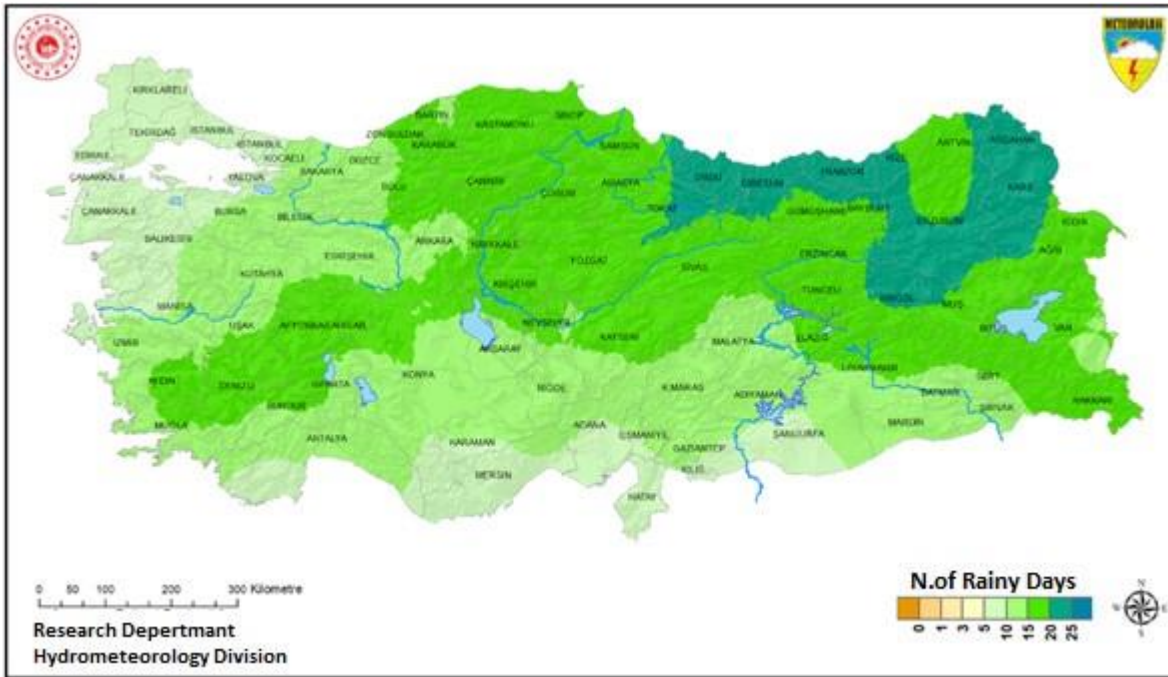 METEOROLOJİ
KIRKLARELİ
TEKİRDAĞ
İSTANBUL
İSTANBUL
EDİRNE
KOCAELİ
ÇANAKKALE
YALOVA
SAKARYA
DÜZCE
ZONGULDAK
BARTIN
KARABÜK
KASTAMONU
SİNOP
SAMSUN
ÇANAKKALE
BURSA
BİLECİK
BOLU
ÇANKIRI
ÇORUM
AMASYA
TOKAT
ORDU
GİRESUN
TRABZON
RİZE
ARTVİN
ARDAHAN
KARS
BALIKESİR
ESKİŞEHİR
ANKARA
KIRIKKALE
YOZGAT
SİVAS
GÜMÜŞHANE
BAYBURT
ERZİNCAN
ERZURUM
IĞDIR
AĞRI
KÜTAHYA
MANİSA
UŞAK
AFYONKARAHİSAR
KIRŞEHİR
NEVŞEHİR
KAYSERİ
TUNCELİ
BİNGÖL
MUŞ
İZMİR
AKSARAY
MALATYA
ELAZIĞ
BİTLİS
VAN
AYDIN
DENİZLİ
ISPARTA
KONYA
NİĞDE
K.MARAŞ
ADIYAMAN
DİYARBAKIR
BATMAN
SİİRT
ŞIRNAK
HAKKARİ
MUĞLA
BURDUR
ANTALYA
KARAMAN
MERSİN
ADANA
OSMANİYE
GAZİANTEP
KİLİS
HATAY
ŞANLIURFA
MARDİN
0 50 100 200 300 Kilometre
Research Depertmant
Hydrometeorology Division
N.of Rainy Days
0 1 3 5 10 15 20 25
N
W E
S